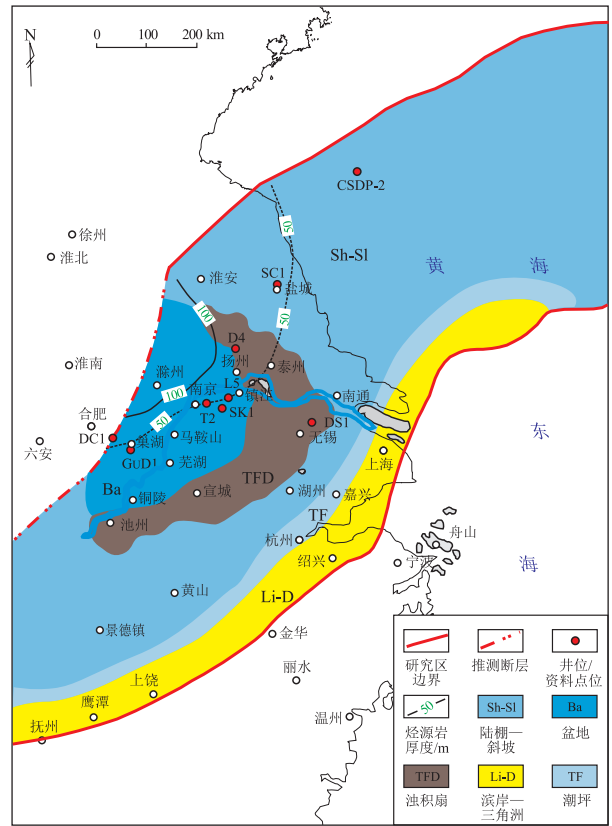 N
0 100 200 km
CSDP-2
徐州
淮北
50
Sh-Sl
黄 海
淮安
SC1
盐城
100
50
D4
淮南
扬州
泰州
滁州
100
南京
L5
镇江
南通
合肥
50
T2
SK1
DS1
DC1
巢湖
马鞍山
无锡
六安
GuD1
东
上海
芜湖
TFD
Ba
宣城
湖州
嘉兴
铜陵
池州
TF
舟山
杭州
绍兴
宁波
海
黄山
Li-D
景德镇
金华
丽水
上饶
鹰潭
温州
抚州
研究区
边界
推测断层
井位/
资料点位
50
烃源岩
厚度/m
Sh-Sl
陆棚—
斜坡
Ba
盆地
TFD
浊积扇
Li-D
滨岸—
三角洲
TF
潮坪